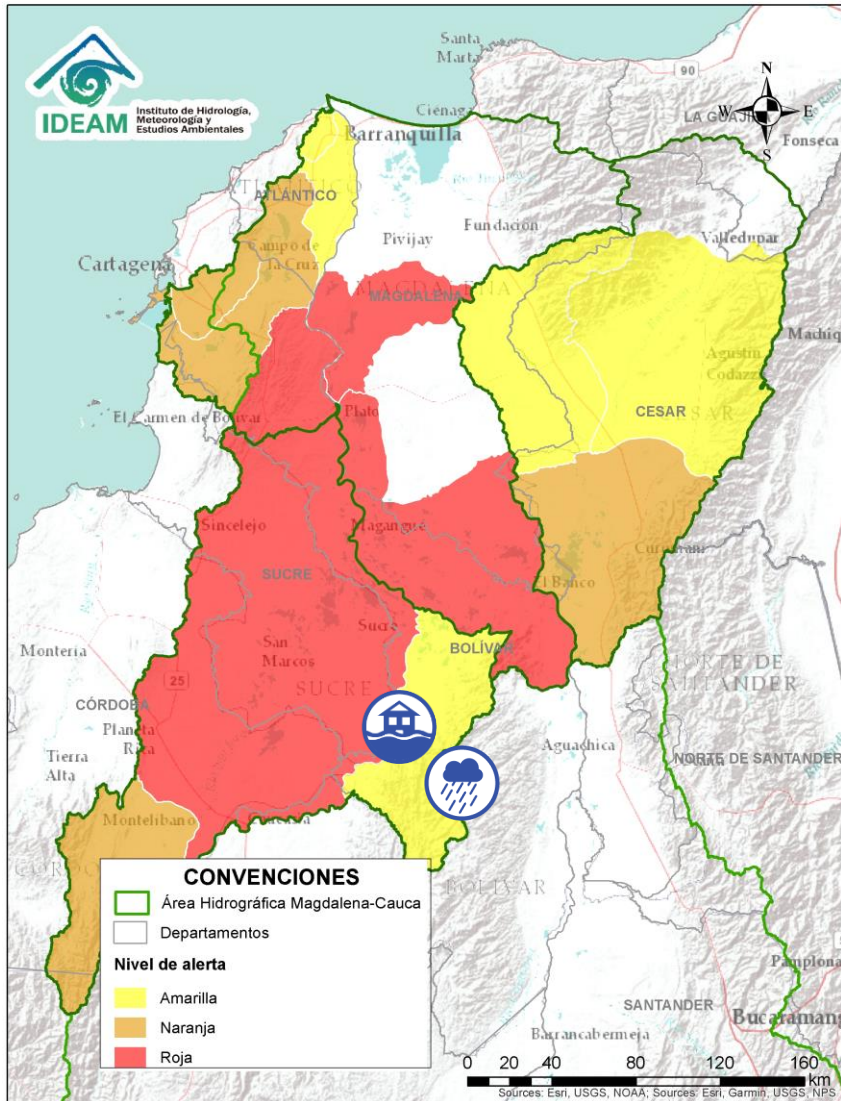 IDEAM
Instituto de Hidrología,
Meteorología y
Estudios Ambientales
Santa
Marta
90
N
W
E
S
Ciénaga
LA GUAJIRA
Barranquilla
Fonseca
ATLÁNTICO
Fundación
Pivijay
Valledupar
Cartagena
Campo de
la Cruz
MAGDALENA
MAGDALENA
Agustín
Codazzi
El Carmen de Bolívar
Plato
CESAR
CESAR
Sincelejo
Magangué
SUCRE
El Banco
Sucre
BOLÍVAR
Montería
San
Marcos
25
SUCRE
NORTE DE
SANTANDER
CÓRDOBA
Planeta
Rica
Tierra
Alta
Aguachica
NORTE DE SANTANDER
Montelíbano
BOLÍVAR
CONVENCIONES
Área Hidrográfica Magdalena-Cauca
Departamentos
Nivel de alerta
Amarilla
Naranja
Roja
Pamplona
SANTANDER
Bucaramang
Barrancabermeja
0 20 40 80 120 160
km
Sources: Esri, USGS, NOAA; Sources: Esri, Garmin, USGS, NPS